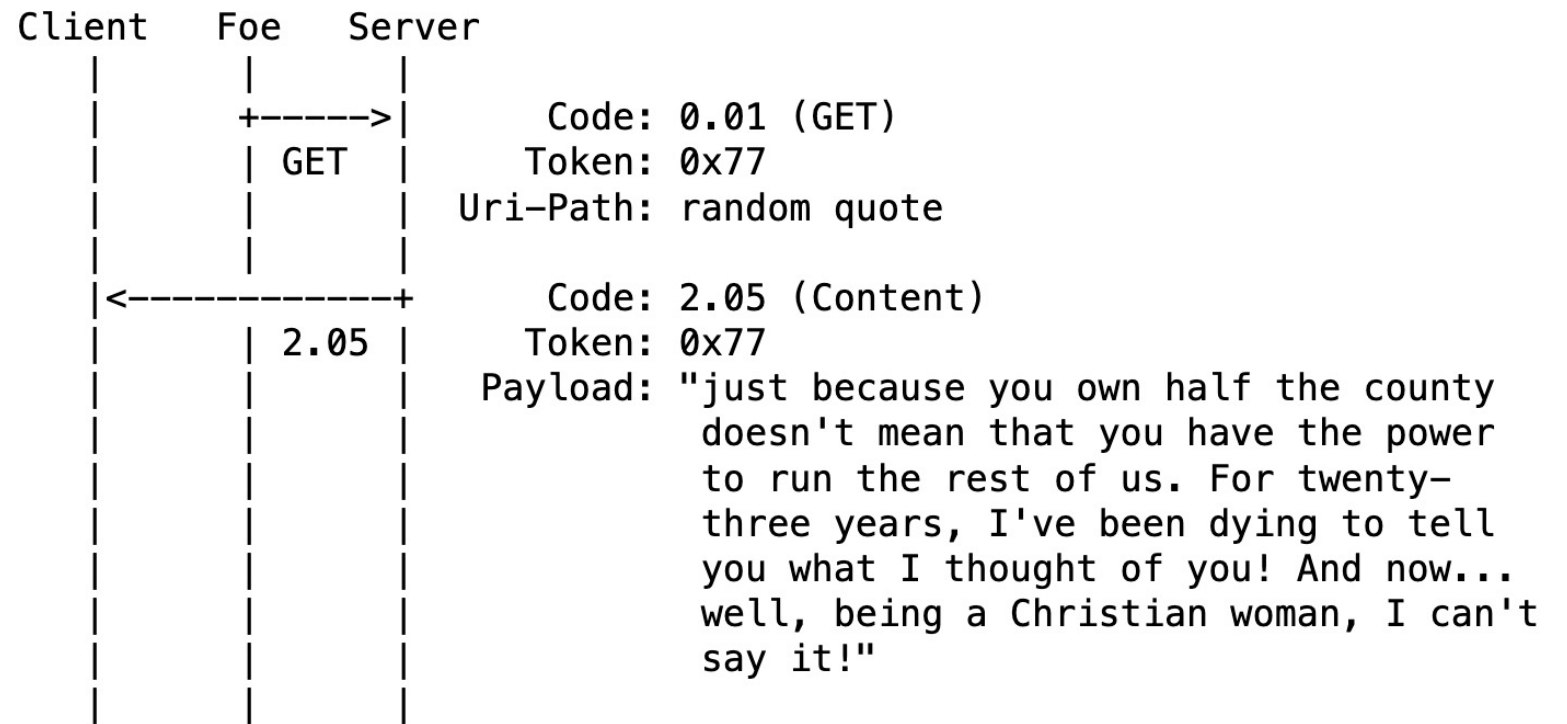 Client Foe Server
+----->| Code: 0.01 (GET)
| GET | Token: 0x77
Uri-Path: random quote
|<------------+ Code: 2.05 (Content)
| 2.05 | Token: 0x77
Payload: "just because you own half the county
doesn't mean that you have the power
to run the rest of us. For twenty-
three years, I've been dying to tell
you what I thought of you! And now...
well, being a Christian woman, I can't
say it!"